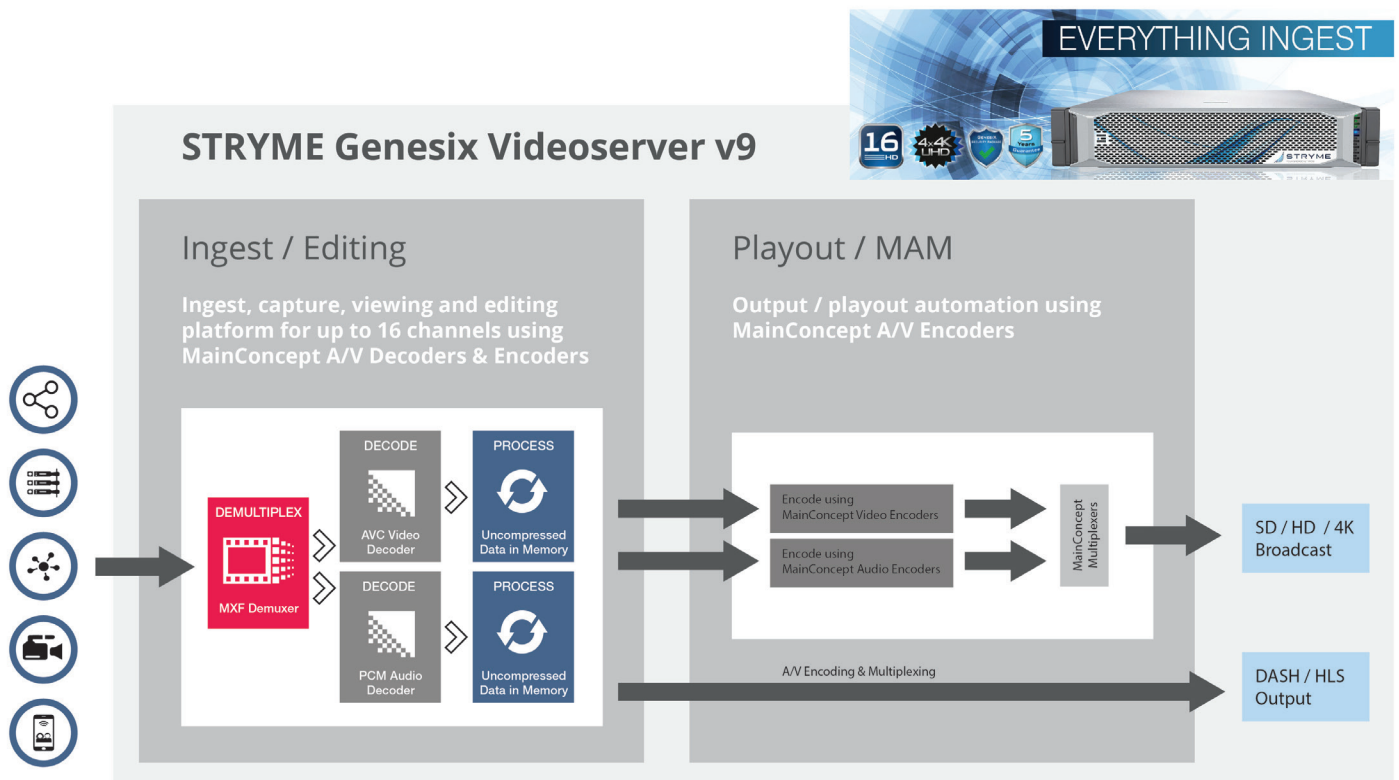 EVERYTHING INGEST
16
HD
4x4K
UHD
5
Years
STRYME
STRYME Genesix Videoserver v9
Ingest / Editing
Ingest, capture, viewing and editing
platform for up to 16 channels using
MainConcept A/V Decoders & Encoders
DEMULTIPLEX
MXF Demuxer
DECODE
AVC Video
Decoder
PROCESS
Uncompressed
Data in Memory
DECODE
PCM Audio
Decoder
PROCESS
Uncompressed
Data in Memory
Playout / MAM
Output / playout automation using
MainConcept A/V Encoders
Encode using
MainConcept Video Encoders
Encode using
MainConcept Audio Encoders
MainConcept
Multiplexers
A/V Encoding & Multiplexing
SD / HD / 4K
Broadcast
DASH / HLS
Output